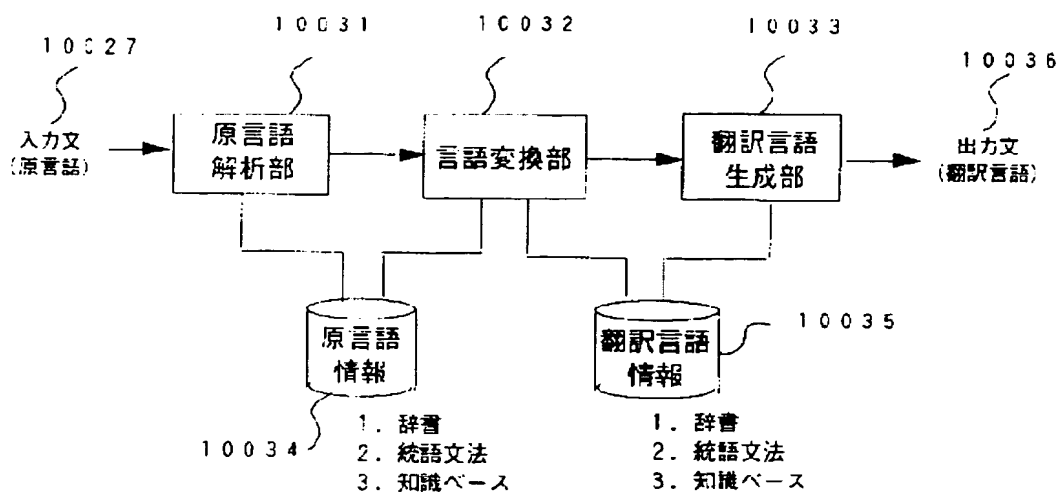 10031
10032
10033
10027
10036
入力文
(原言語)
原言語
解析部
言語変換部
翻訳言語
生成部
出力文
(翻訳言語)
原言語
情報
翻訳言語
情報
10035
10034
1. 辞書
2. 統語文法
3. 知識ベース
1. 辞書
2. 統語文法
3. 知識ベース